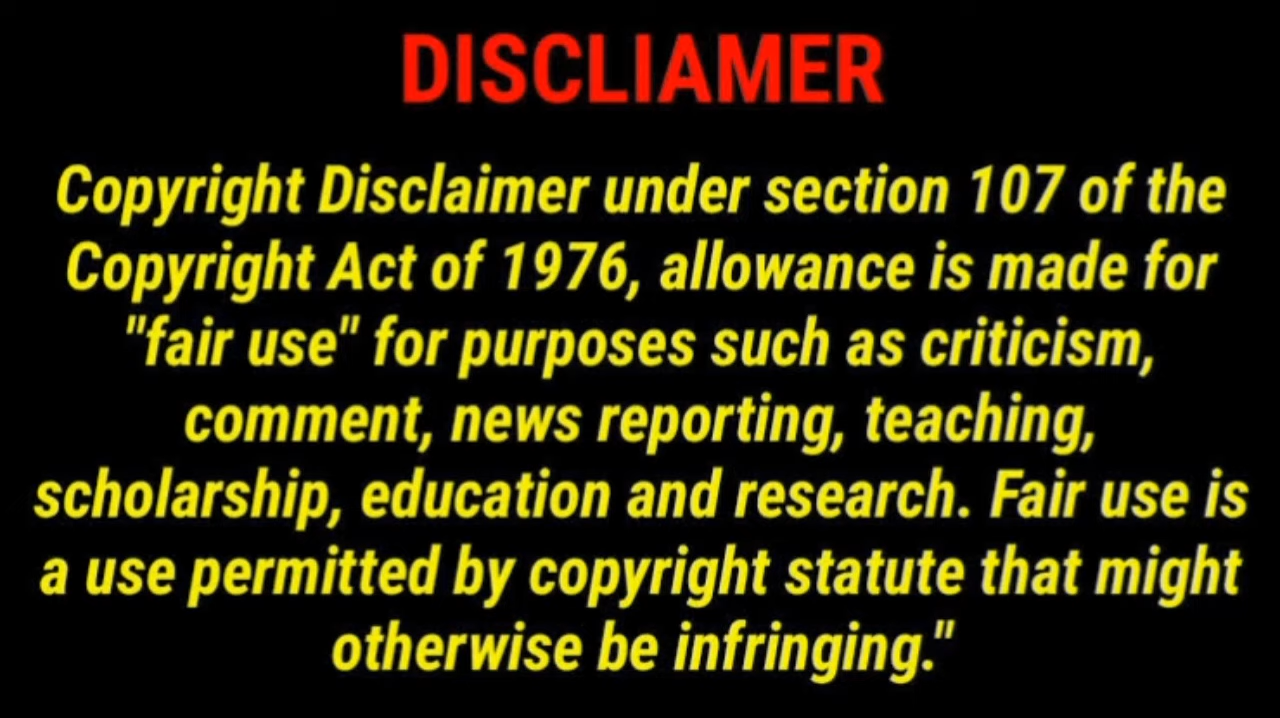 DISCLIAMER
Copyright Disclaimer under section 107 of the
Copyright Act of 1976, allowance is made for
"fair use" for purposes such as criticism,
comment, news reporting, teaching,
scholarship, education and research. Fair use is
a use permitted by copyright statute that might
otherwise be infringing."